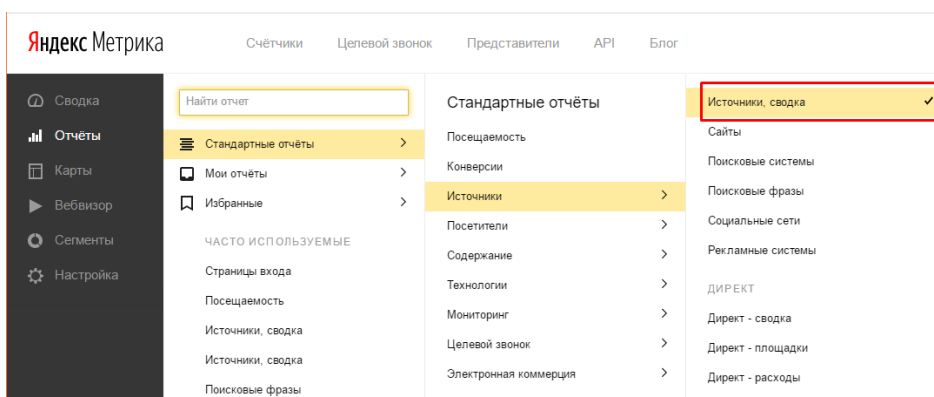 Яндекс Метрика
Счётчики Целевой звонок Представители API Блог
Сводка
Отчёты
Карты
Вебвизор
Сегменты
Настройка
Найти отчет
Стандартные отчёты
Мои отчёты
Избранные
ЧАСТО ИСПОЛЬЗУЕМЫЕ
Страницы входа
Посещаемость
Источники, сводка
Источники, сводка
Поисковые фразы
Стандартные отчёты
Посещаемость
Конверсии
Источники
Посетители
Содержание
Технологии
Мониторинг
Целевой звонок
Электронная коммерция
Источники, сводка
Сайты
Поисковые системы
Поисковые фразы
Социальные сети
Рекламные системы
ДИРЕКТ
Директ - сводка
Директ - площадки
Директ - расходы